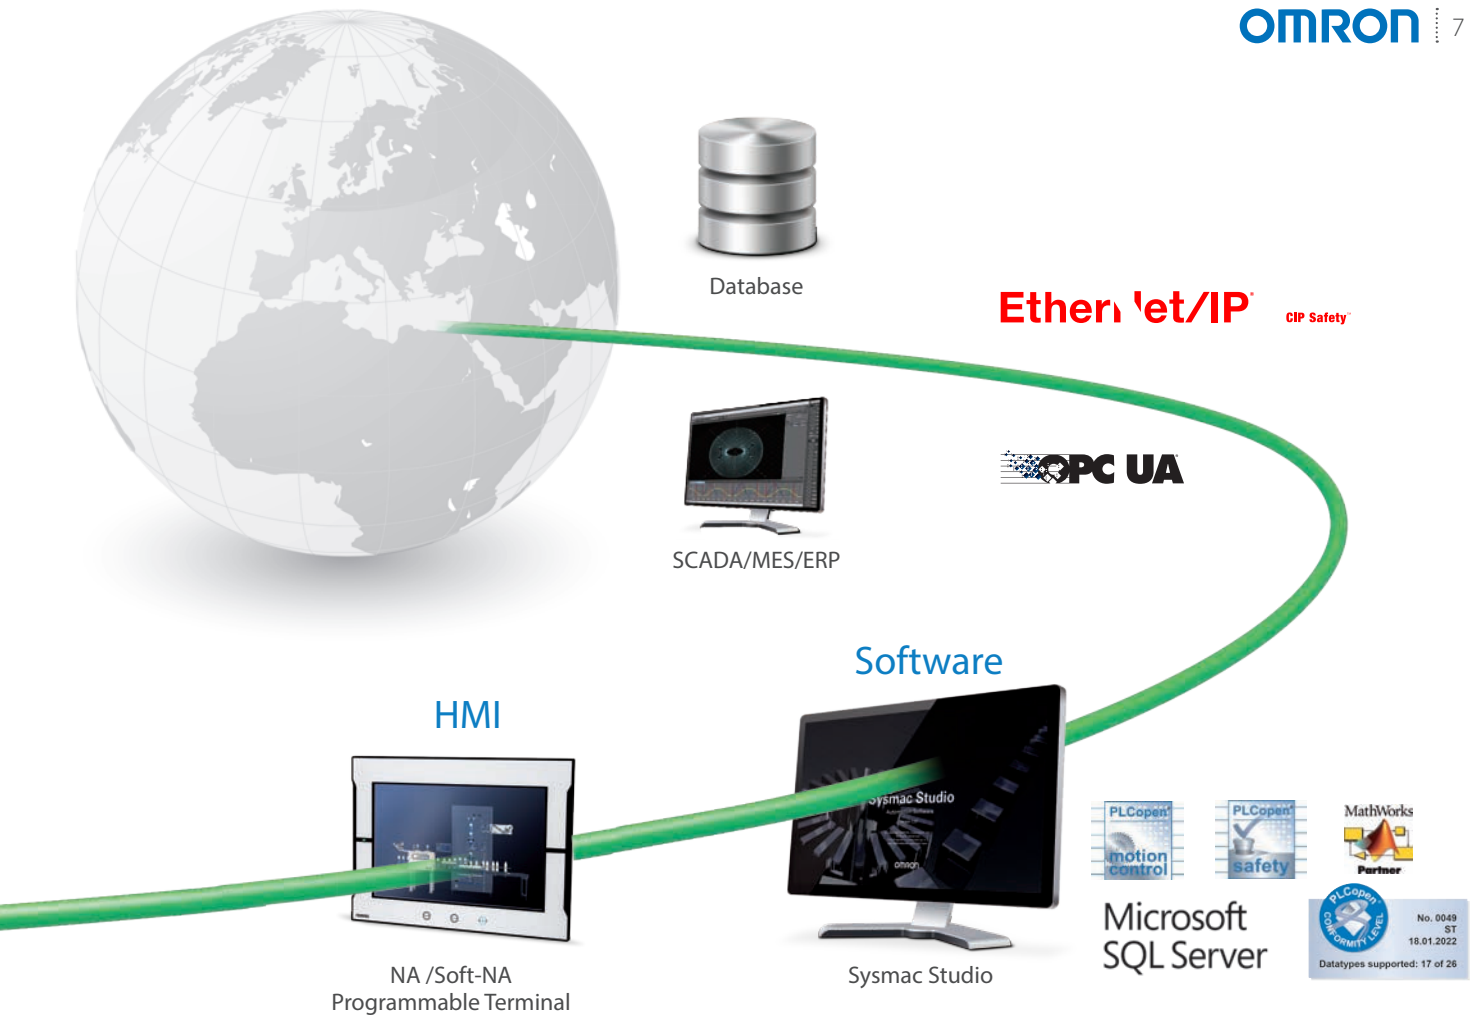 OMRON 7
Database
EtherNet/IP
CIP Safety
OPC UA
SCADA/MES/ERP
Software
HMI
Sysmac Studio
OMRON
PLCopen
motion
control
PLCopen
safety
MathWorks
Partner
Microsoft
SQL Server
PLCopen
CONFORMITY LEVEL
No. 0049
ST
18.01.2022
Datatypes supported: 17 of 26
NA /Soft-NA
Programmable Terminal
Sysmac Studio